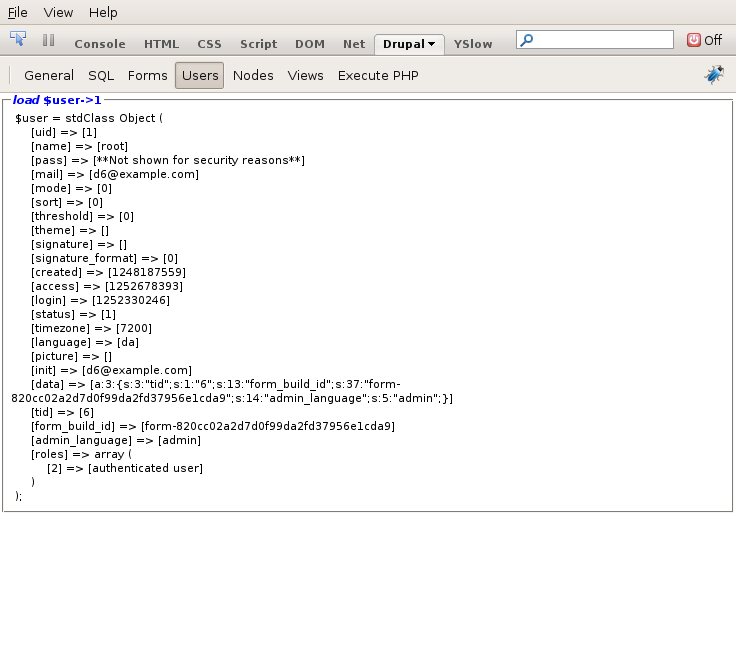 File View Help
Console HTML CSS Script DOM Net Drupal YSlow Off
General SQL Forms Users Nodes Views Execute PHP
load $user->1
$user = stdClass Object (
[uid] => [1]
[name] => [root]
[pass] => [**Not shown for security reasons**]
[mail] => [d6@example.com]
[mode] => [0]
[sort] => [0]
[threshold] => [0]
[theme] => []
[signature] => []
[signature_format] => [0]
[created] => [1248187559]
[access] => [1252678393]
[login] => [1252330246]
[status] => [1]
[timezone] => [7200]
[language] => [da]
[picture] => []
[init] => [d6@example.com]
[data] => [a:3:{s:3:"tid";s:1:"6";s:13:"form_build_id";s:37:"form-
820cc02a2d7d0f99da2fd37956e1cda9";s:14:"admin_language";s:5:"admin";}]
[tid] => [6]
[form_build_id] => [form-820cc02a2d7d0f99da2fd37956e1cda9]
[admin_language] => [admin]
[roles] => array (
[2] => [authenticated user]
)
);